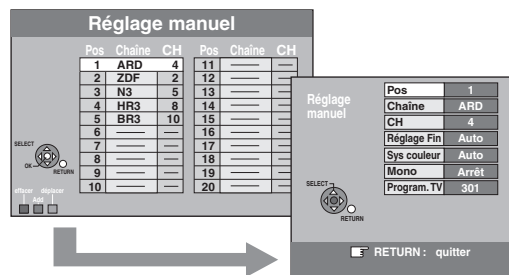 Réglage manuel
Pos Chaîne CH Pos Chaîne CH
1 ARD 4 11 — —
2 ZDF 2 12 — —
3 N3 5 13 — —
4 HR3 8 14 — —
5 BR3 10 15 — —
6 — — 16 — —
7 — — 17 — —
8 — — 18 — —
9 — — 19 — —
10 — — 20 — —
SELECT
OK
RETURN
effacer déplacer
Add
Réglage
manuel
Pos 1
Chaîne ARD
CH 4
Réglage Fin Auto
Sys couleur Auto
Mono Arrêt
Program. TV 301
SELECT
RETURN
RETURN : quitter